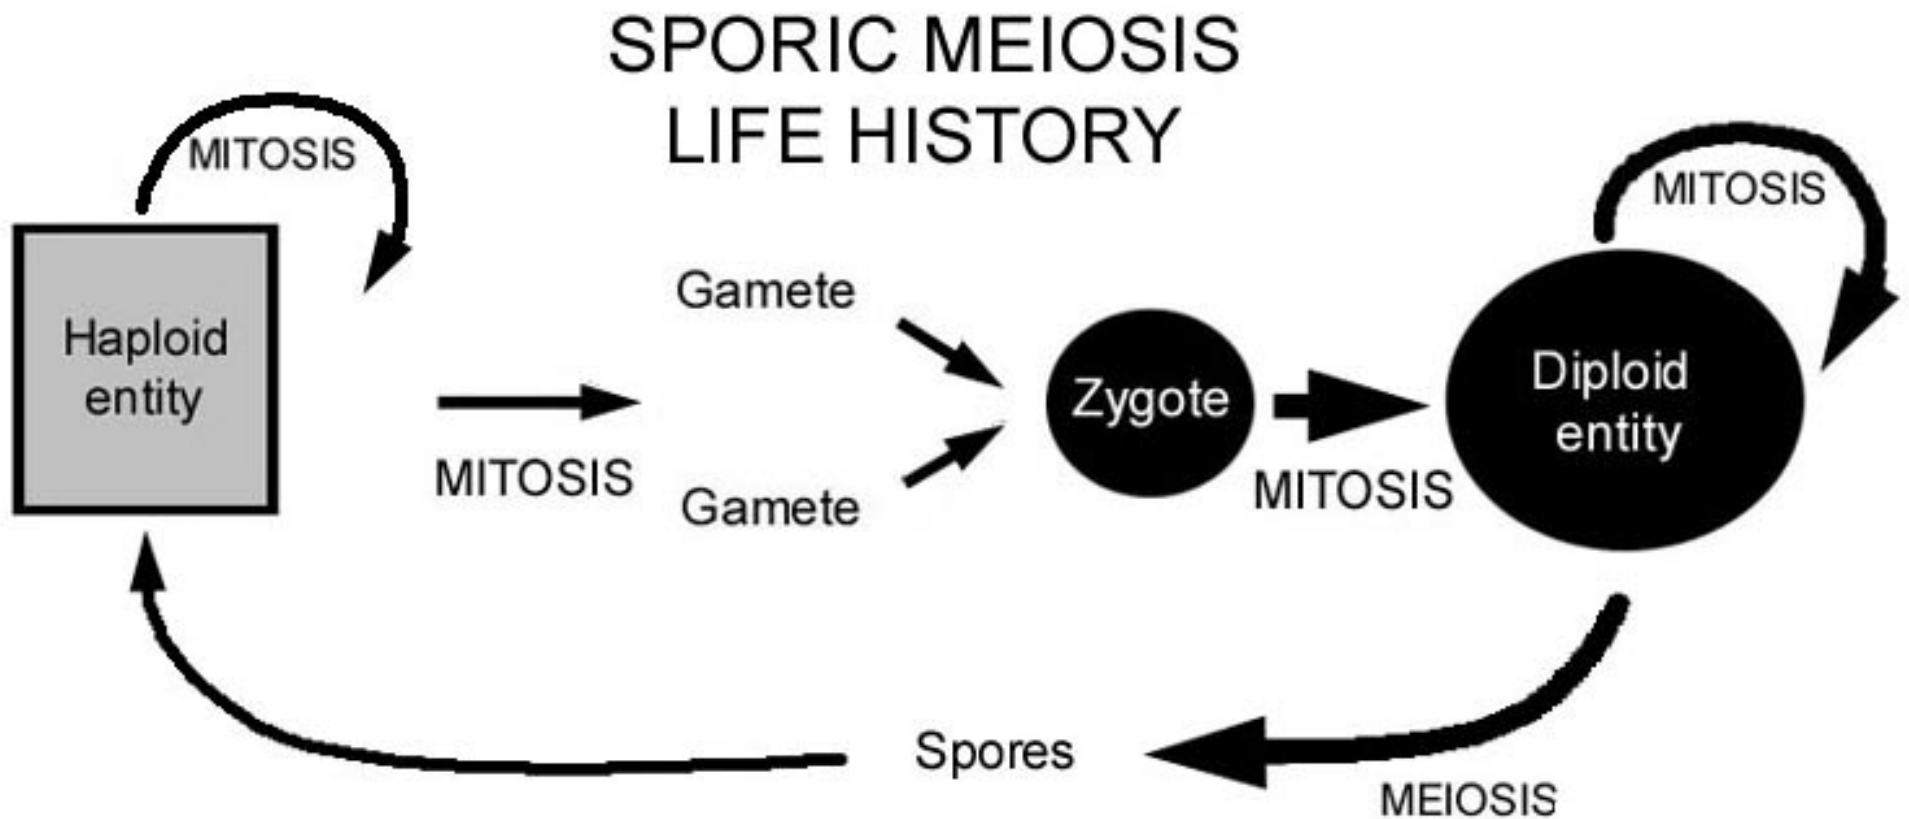 SPORIC MEIOSIS
LIFE HISTORY
MITOSIS
MITOSIS
Haploid
entity
MITOSIS
Gamete
Gamete
Zygote
MITOSIS
Diploid
entity
Spores
MEIOSIS